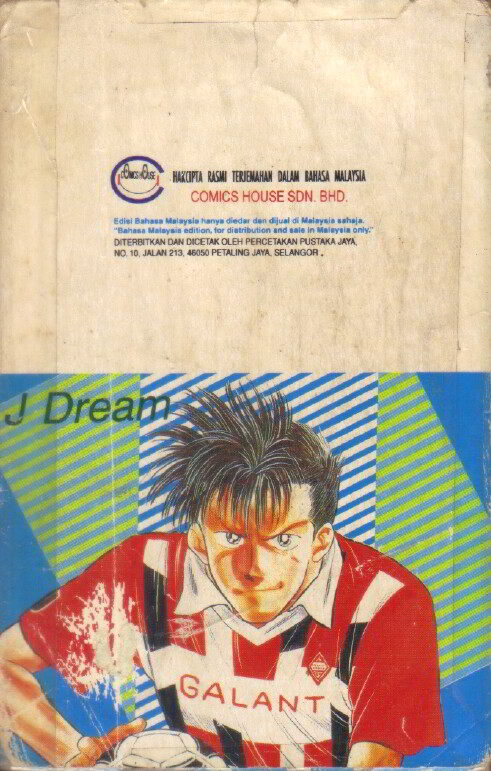 COMICS HOUSE
HAKCIPTA RASMI TERJEMAHAN DALAM BAHASA MALAYSIA
COMICS HOUSE SDN. BHD.
Edisi Bahasa Malaysia hanya diedar dan dijual di Malaysia sahaja.
"Bahasa Malaysia edition, for distribution and sale in Malaysia only."
DITERBITKAN DAN DICETAK OLEH PERCETAKAN PUSTAKA JAYA,
NO. 10, JALAN 213, 46050 PETALING JAYA, SELANGOR.
J Dream
GALANT